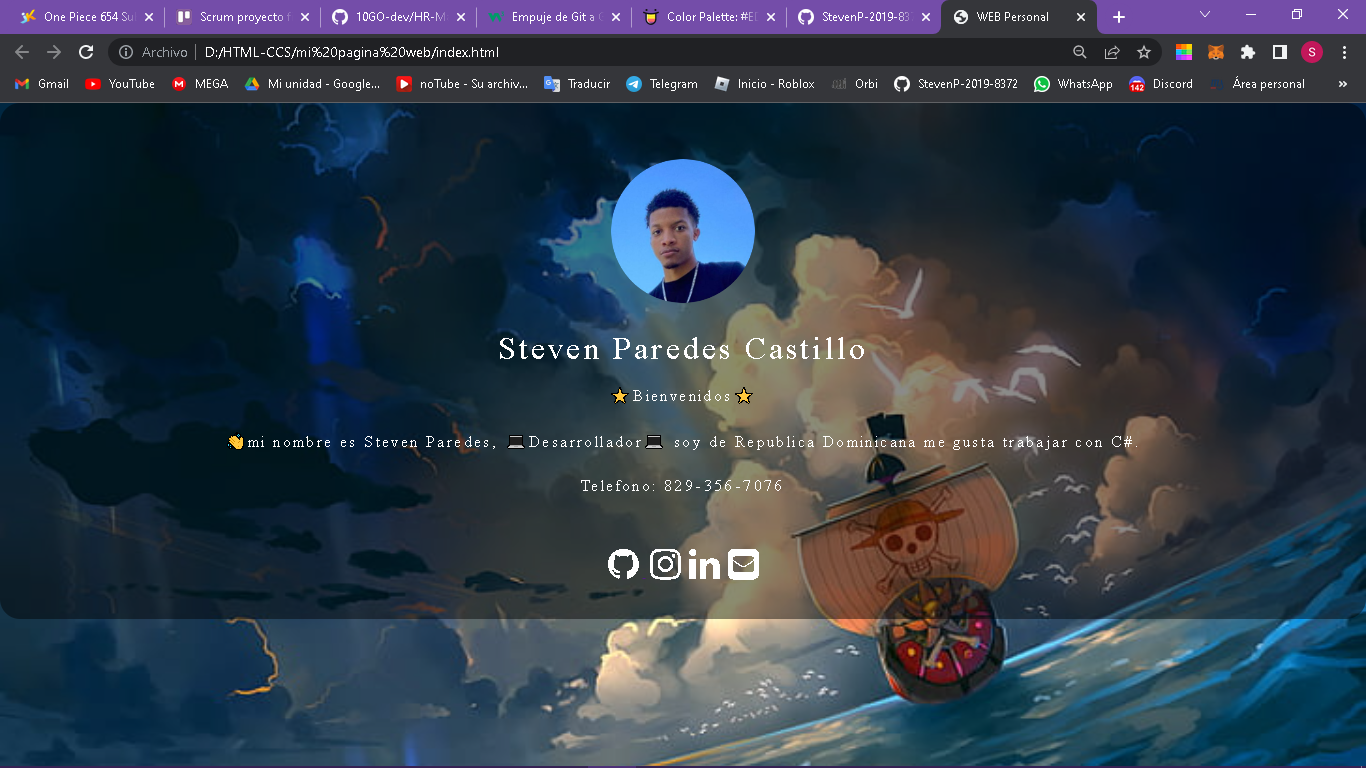 One Piece 654 Su
Scrum proyecto f
10GO-dev/HR-M
Empuje de Git a G
Color Palette: #E
StevenP-2019-83
WEB Personal
Archivo
D:/HTML-CCS/mi%20pagina%20web/index.html
S
Gmail
YouTube
MEGA
Mi unidad - Google...
noTube - Su archiv...
Traducir
Telegram
Inicio - Roblox
Orbi
StevenP-2019-8372
WhatsApp
142
Discord
Área personal
»
Steven Paredes Castillo
⭐Bienvenidos⭐
👏mi nombre es Steven Paredes, 💻Desarrollador💻 soy de Republica Dominicana me gusta trabajar con C#.
Telefono: 829-356-7076
in